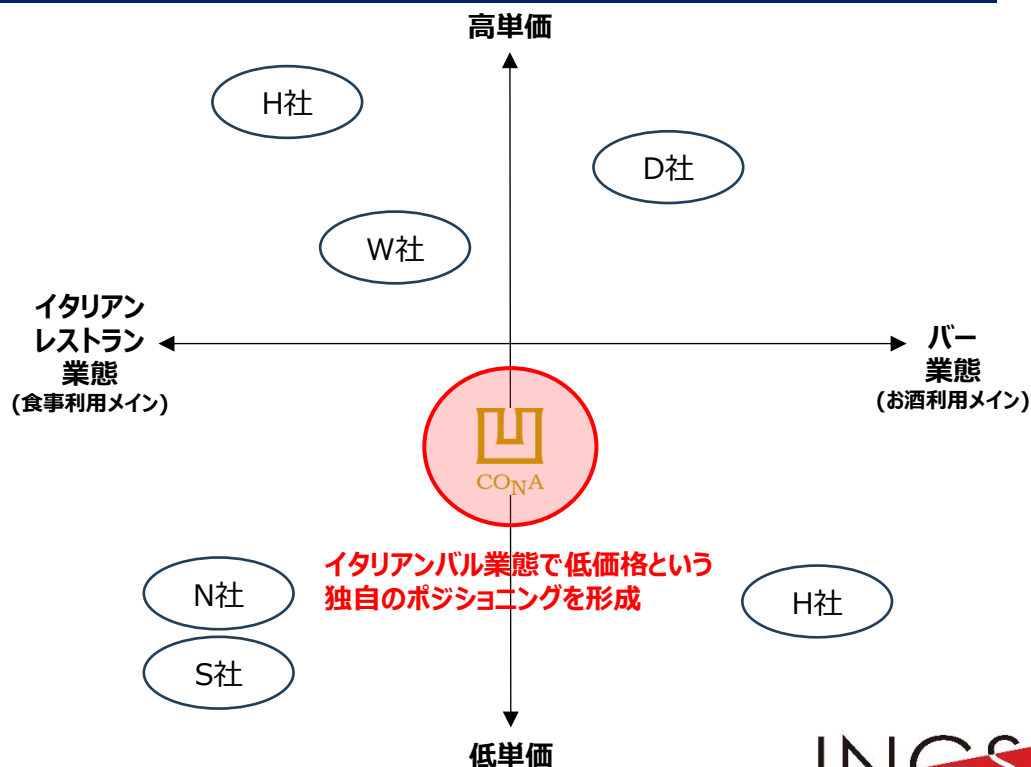 高単価
H社
D社
W社
イタリアン
レストラン
業態
(食事利用メイン)
バー
業態
(お酒利用メイン)
CONA
イタリアンバル業態で低価格という
独自のポジショニングを形成
N社
H社
S社
低単価
INGS